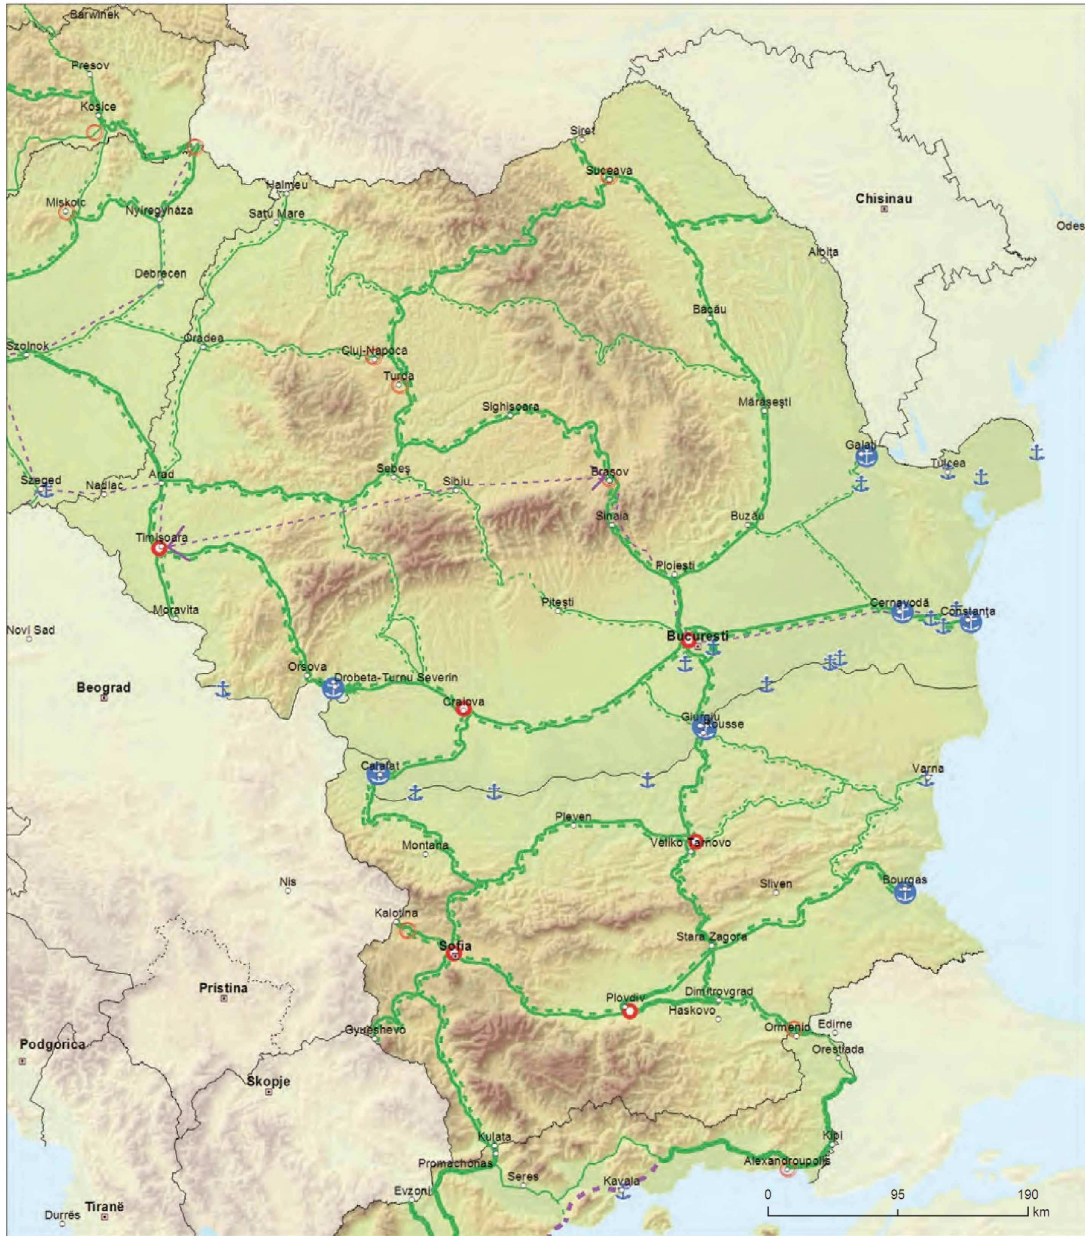 Barwinek
Presov
Kosice
Siret
Suceava
Halmeu
Miskolc
Nyíregyháza
Satu Mare
Chisinau
Odes
Albița
Debrecen
Bacău
Szolnok
Oradea
Cluj-Napoca
Turda
Sighișoara
Mărășești
Galați
Tulcea
Szeged
Nadlac
Arad
Sebeș
Sibiu
Brașov
Sinaia
Buzău
Timișoara
Ploiești
Moravita
Pitești
Cernavodă
Constanța
Novi Sad
București
Orsova
Drobeta-Turnu Severin
Beograd
Craiova
Giurgiu
Rousse
Calafat
Varna
Pleven
Montana
Veliko Tarnovo
Nis
Sliven
Bourgas
Kalotina
Sofia
Stara Zagora
Pristina
Plovdiv
Dimitrovgrad
Haskovo
Ormenio
Edirne
Gyueshevo
Orestiada
Podgorica
Skopje
Kulata
Kipi
Promachonas
Alexandroupolis
Seres
Kavala
Evzoni
Tiranë
Durrës
0 95 190
km